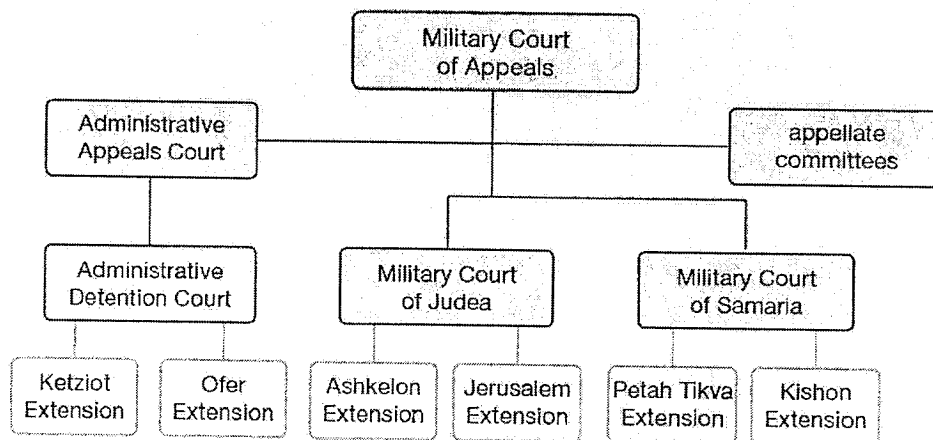 Military Court
of Appeals
Administrative
Appeals Court
appellate
committees
Administrative
Detention Court
Military Court
of Judea
Military Court
of Samaria
Ketziot
Extension
Ofer
Extension
Ashkelon
Extension
Jerusalem
Extension
Petah Tikva
Extension
Kishon
Extension